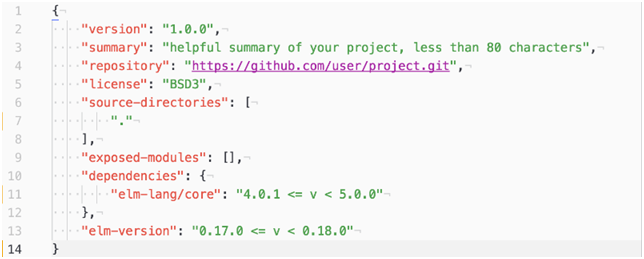 1 {
2     "version": "1.0.0",
3     "summary": "helpful summary of your project, less than 80 characters",
4     "repository": "https://github.com/user/project.git",
5     "license": "BSD3",
6     "source-directories": [
7         "."
8     ],
9     "exposed-modules": [],
10     "dependencies": {
11         "elm-lang/core": "4.0.1 <= v < 5.0.0"
12     },
13     "elm-version": "0.17.0 <= v < 0.18.0"
14 }